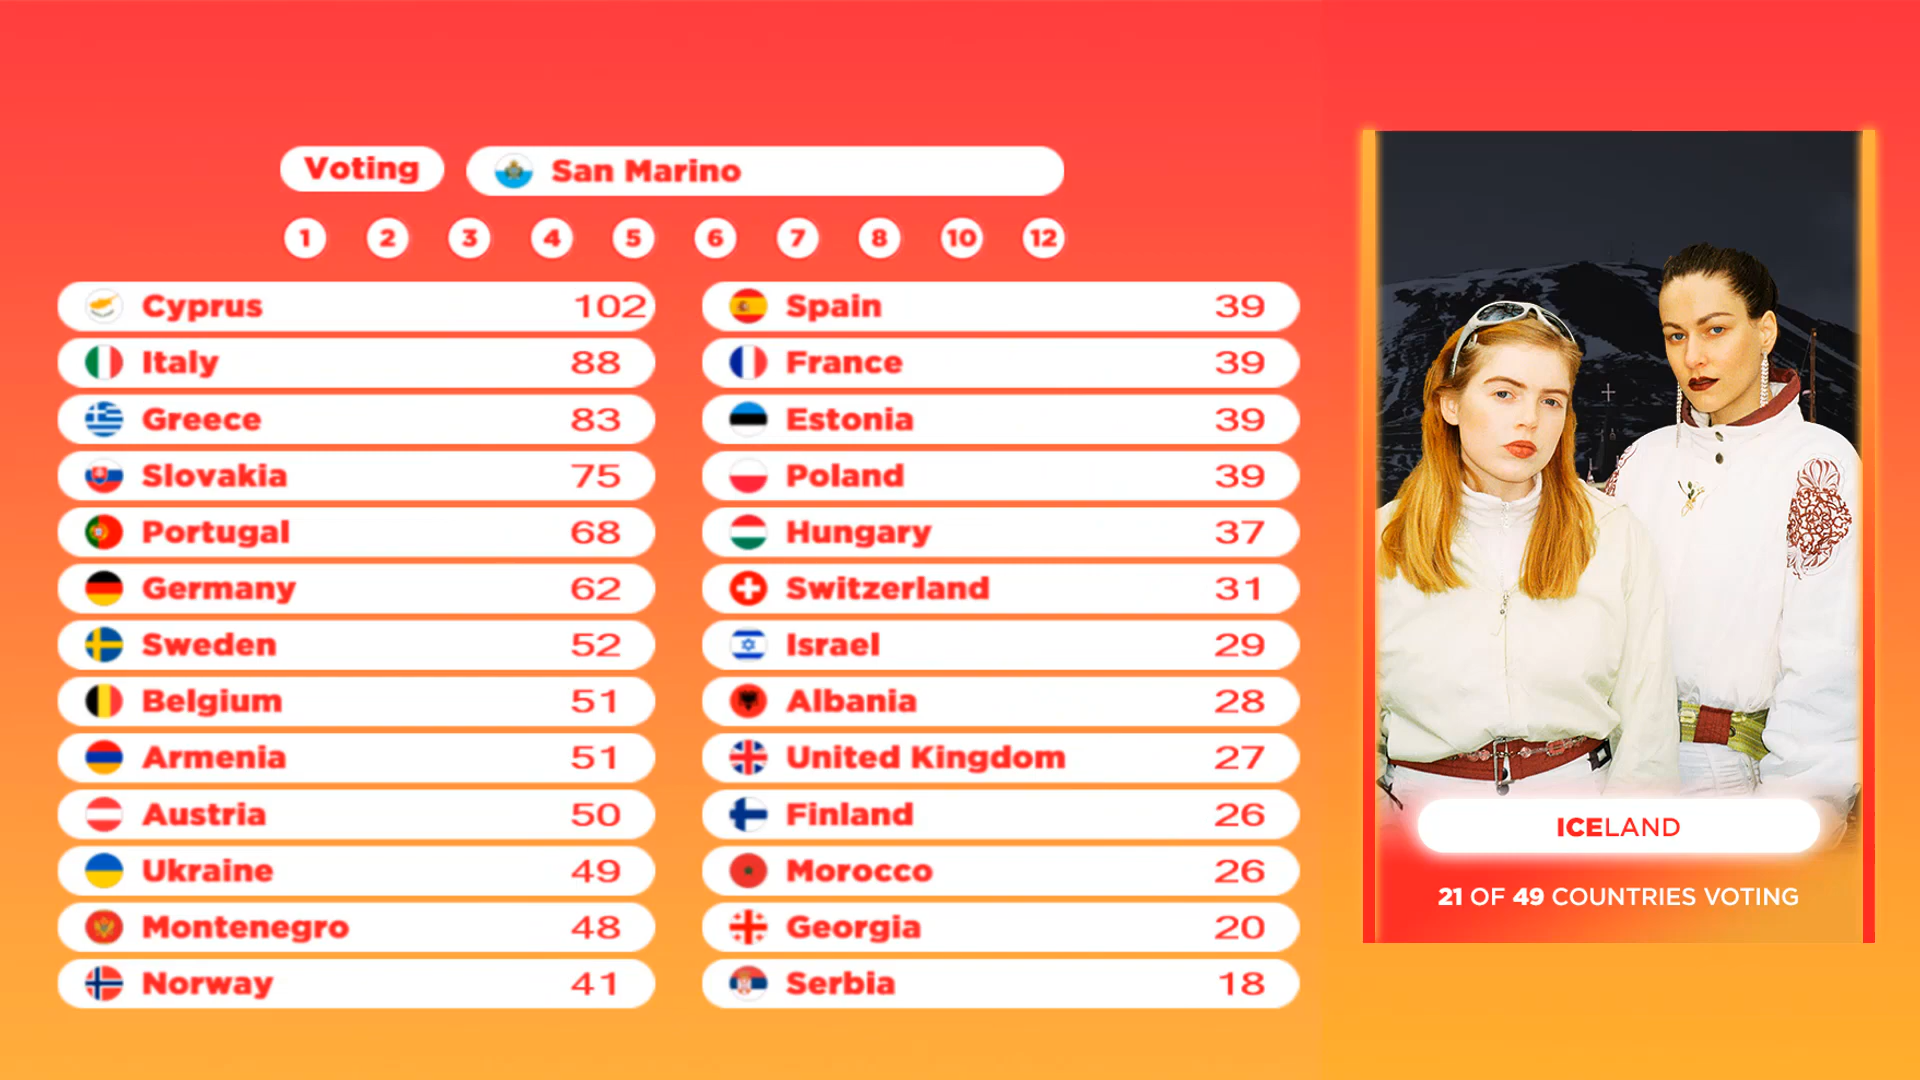 Voting
San Marino
1 2 3 4 5 6 7 8 10 12
Cyprus 102
Italy 88
Greece 83
Slovakia 75
Portugal 68
Germany 62
Sweden 52
Belgium 51
Armenia 51
Austria 50
Ukraine 49
Montenegro 48
Norway 41
Spain 39
France 39
Estonia 39
Poland 39
Hungary 37
Switzerland 31
Israel 29
Albania 28
United Kingdom 27
Finland 26
Morocco 26
Georgia 20
Serbia 18
ICELAND
21 OF 49 COUNTRIES VOTING